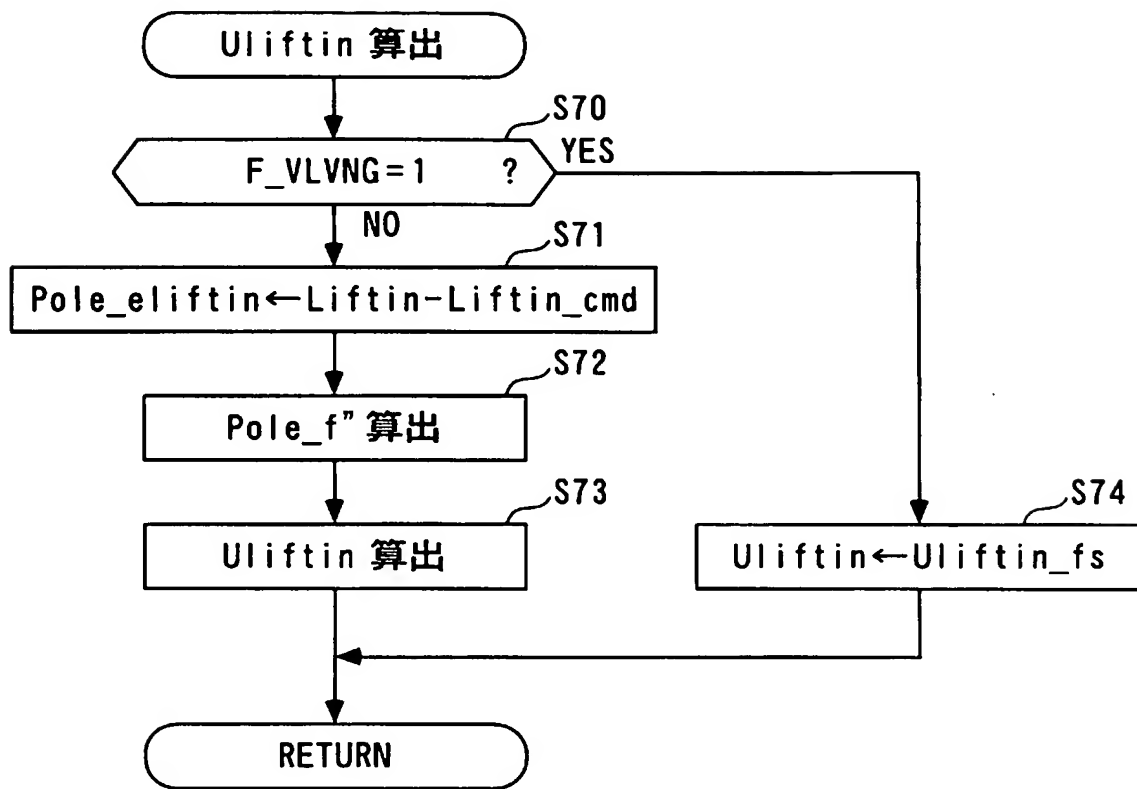 Uliftin 算出
S70
F_VLVNG=1 ?
YES
NO
S71
Pole_eliftin←Liftin-Liftin_cmd
S72
Pole_f” 算出
S73
Uliftin 算出
S74
Uliftin←Uliftin_fs
RETURN